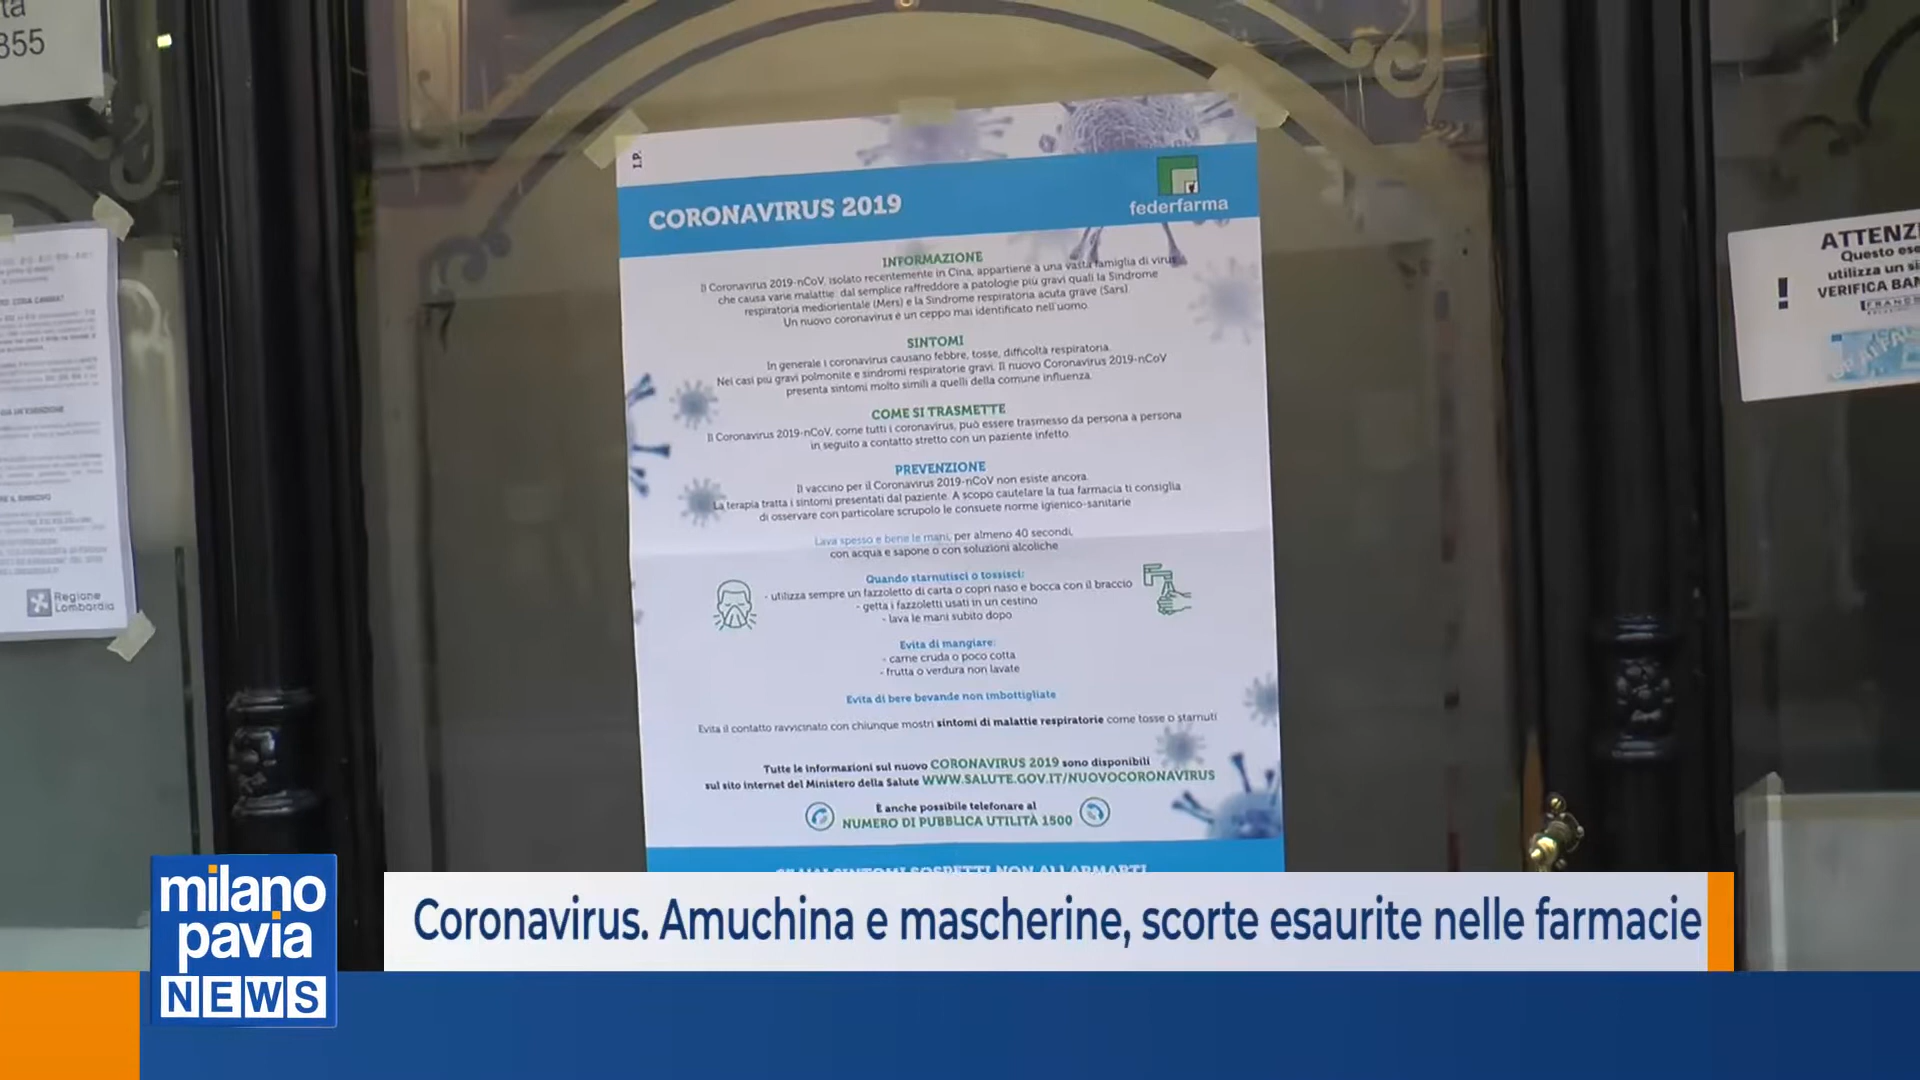 ta
355
I.P.
CORONAVIRUS 2019
federfarma
INFORMAZIONE
Il Coronavirus 2019-nCoV, isolato recentemente in Cina, appartiene a una vasta famiglia di virus
che causa varie malattie: dal semplice raffreddore a patologie più gravi quali la Sindrome
respiratoria mediorientale (Mers) e la Sindrome respiratoria acuta grave (Sars).
Un nuovo coronavirus è un ceppo mai identificato nell'uomo.
SINTOMI
In generale i coronavirus causano febbre, tosse, difficoltà respiratoria.
Nei casi più gravi polmonite e sindromi respiratorie gravi. Il nuovo Coronavirus 2019-nCoV
presenta sintomi molto simili a quelli della comune influenza.
COME SI TRASMETTE
Il Coronavirus 2019-nCoV, come tutti i coronavirus, può essere trasmesso da persona a persona
in seguito a contatto stretto con un paziente infetto.
PREVENZIONE
Il vaccino per il Coronavirus 2019-nCoV non esiste ancora.
La terapia tratta i sintomi presentati dal paziente. A scopo cautelare la tua farmacia ti consiglia
di osservare con particolare scrupolo le consuete norme igienico-sanitarie
Lava spesso e bene le mani, per almeno 40 secondi,
con acqua e sapone o con soluzioni alcoliche
Quando starnutisci o tossisci:
- utilizza sempre un fazzoletto di carta o copri naso e bocca con il braccio
- getta i fazzoletti usati in un cestino
- lava le mani subito dopo
Evita di mangiare:
- carne cruda o poco cotta
- frutta o verdura non lavate
Evita di bere bevande non imbottigliate
Evita il contatto ravvicinato con chiunque mostri sintomi di malattie respiratorie come tosse o starnuti
Tutte le informazioni sul nuovo CORONAVIRUS 2019 sono disponibili
sul sito internet del Ministero della Salute WWW.SALUTE.GOV.IT/NUOVOCORONAVIRUS
È anche possibile telefonare al
NUMERO DI PUBBLICA UTILITÀ 1500
SINTOMI SOSPETTI NON ALLARMARTI
Regione
Lombardia
ATTENZI
Questo ese
utilizza un si
VERIFICA BAN
!
milano
pavia
NEWS
Coronavirus. Amuchina e mascherine, scorte esaurite nelle farmacie